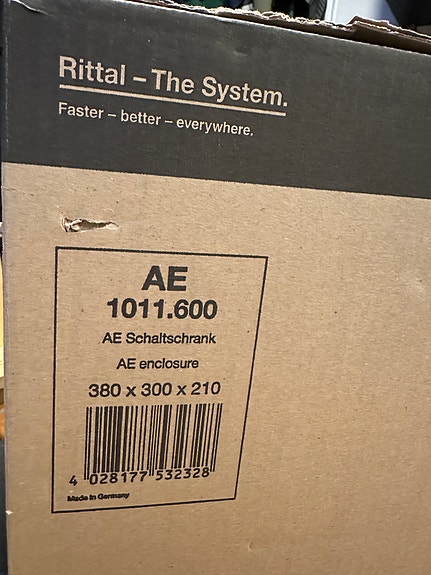 Rittal – The System.
Faster – better – everywhere.
AE
1011.600
AE Schaltschrank
AE enclosure
380 x 300 x 210
4 028177 532328
Made in Germany